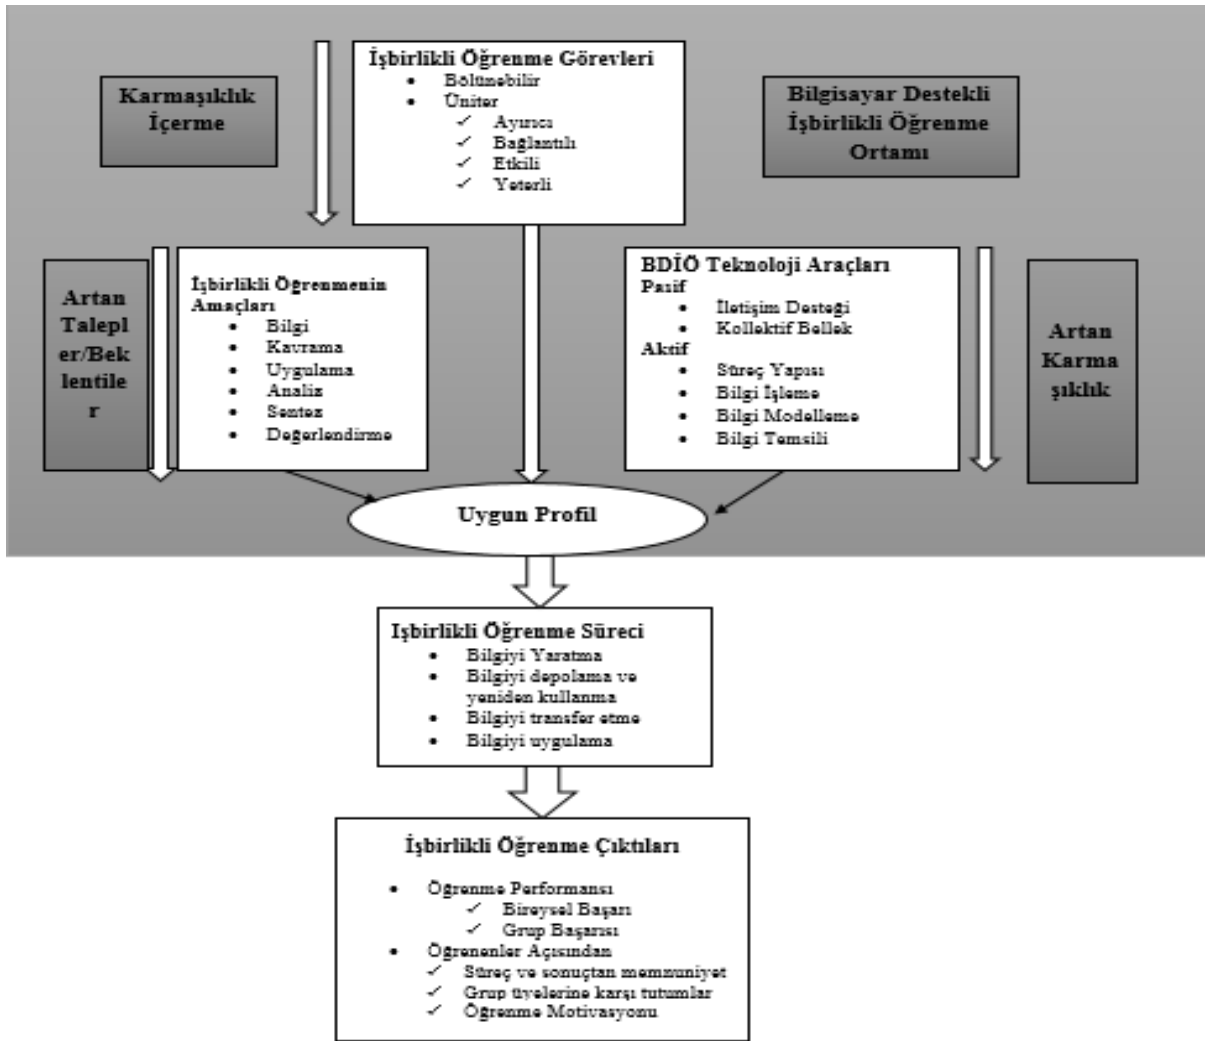 Karmaşıklık
İçerme
İşbirlikli Öğrenme Görevleri
• Bölünebilir
• Üniter
✓ Ayırıcı
✓ Bağlantılı
✓ Etkili
✓ Yeterli
Bilgisayar Destekli
İşbirlikli Öğrenme
Ortamı
Artan
Talepl
er/Bek
lentile
r
İşbirlikli Öğrenmenin
Amaçları
• Bilgi
• Kavrama
• Uygulama
• Analiz
• Sentez
• Değerlendirme
BDİÖ Teknoloji Araçları
Pasif
• İletişim Desteği
• Kollektif Bellek
Aktif
• Süreç Yapısı
• Bilgi İşleme
• Bilgi Modelleme
• Bilgi Temsili
Artan
Karma
şıklık
Uygun Profil
Işbirlikli Öğrenme Süreci
• Bilgiyi Yaratma
• Bilgiyi depolama ve
yeniden kullanma
• Bilgiyi transfer etme
• Bilgiyi uygulama
İşbirlikli Öğrenme Çıktıları
• Öğrenme Performansı
✓ Bireysel Başarı
✓ Grup Başarısı
• Öğrenenler Açısından
✓ Süreç ve sonuçtan memnuniyet
✓ Grup üyelerine karşı tutumlar
✓ Öğrenme Motivasyonu